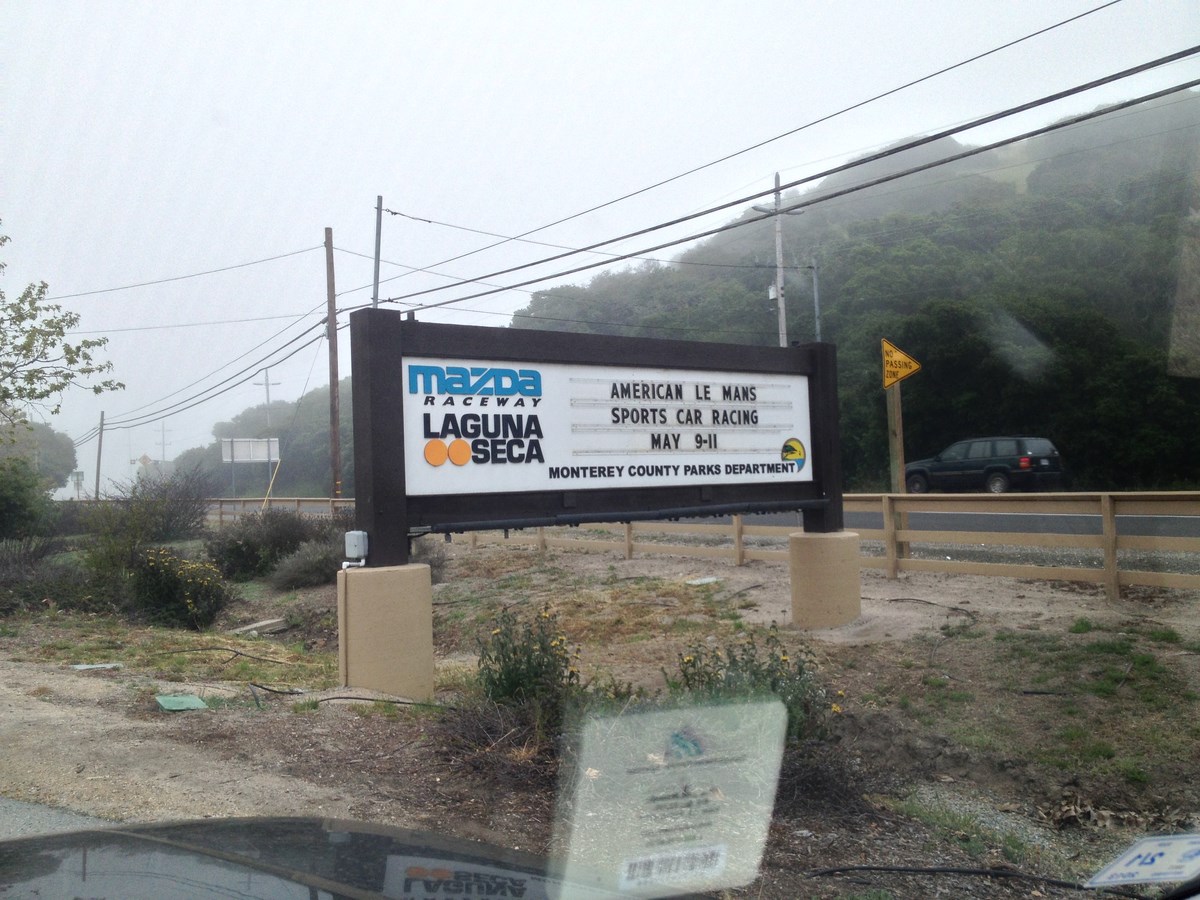 mazda
RACEWAY
LAGUNA
SECA
AMERICAN LE MANS
SPORTS CAR RACING
MAY 9-11
MONTEREY COUNTY PARKS DEPARTMENT
NO
PASSING
ZONE